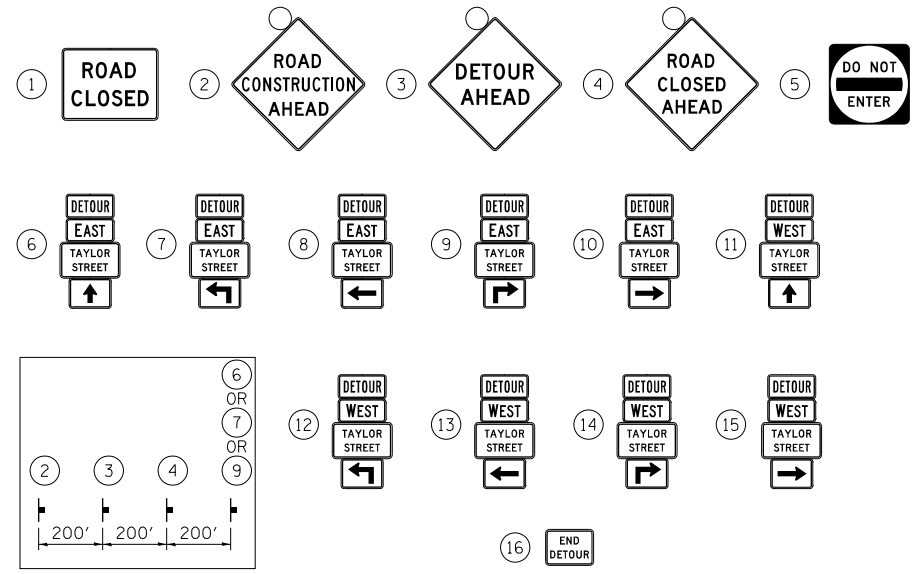 1
ROAD
CLOSED
2
ROAD
CONSTRUCTION
AHEAD
3
DETOUR
AHEAD
4
ROAD
CLOSED
AHEAD
5
DO NOT
ENTER
6
DETOUR
EAST
TAYLOR
STREET
7
DETOUR
EAST
TAYLOR
STREET
8
DETOUR
EAST
TAYLOR
STREET
9
DETOUR
EAST
TAYLOR
STREET
10
DETOUR
EAST
TAYLOR
STREET
11
DETOUR
WEST
TAYLOR
STREET
6
OR
7
OR
2
3
4
9
200'
200'
200'
12
DETOUR
WEST
TAYLOR
STREET
13
DETOUR
WEST
TAYLOR
STREET
14
DETOUR
WEST
TAYLOR
STREET
15
DETOUR
WEST
TAYLOR
STREET
16
END
DETOUR